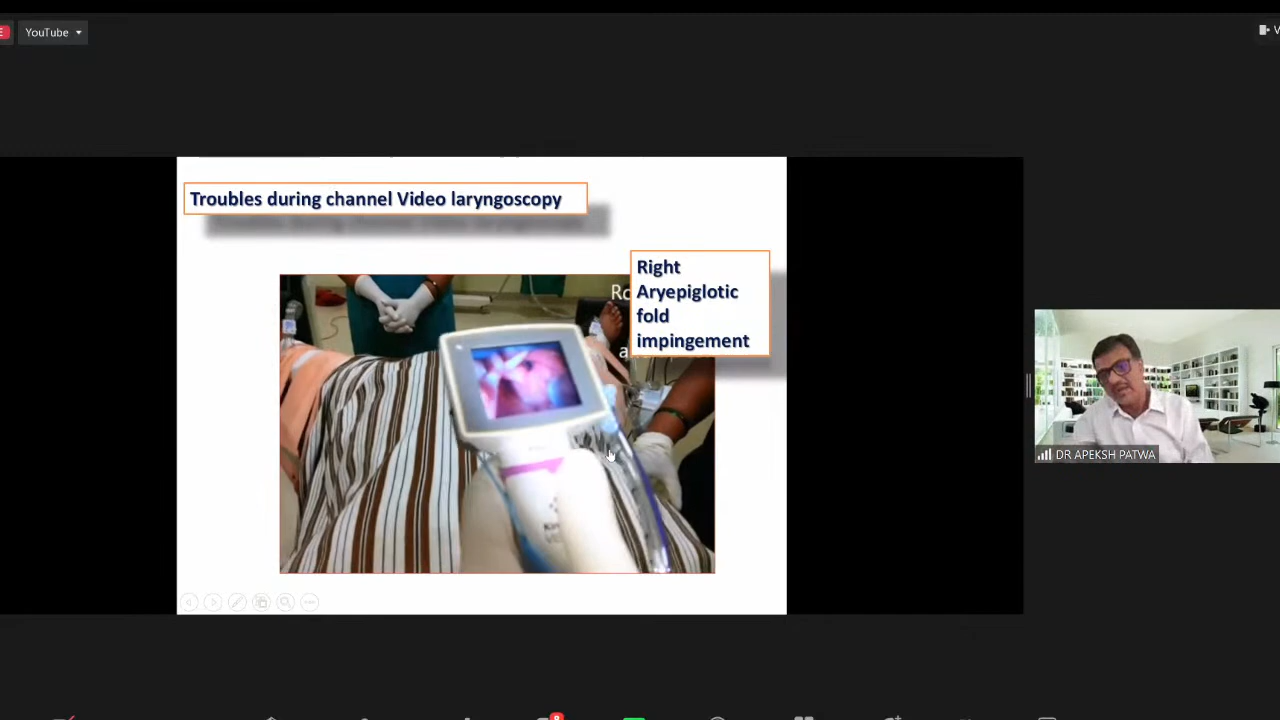 YouTube
Troubles during channel Video laryngoscopy
Right
Aryepiglotic
fold
impingement
DR APEKSH PATWA